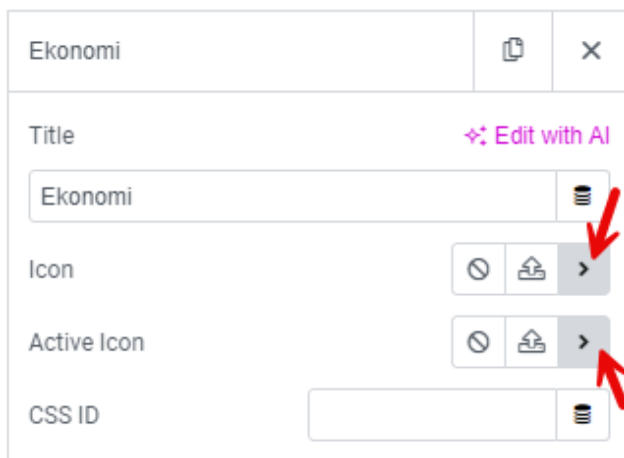 Ekonomi
Title
Edit with AI
Ekonomi
Icon
Active Icon
CSS ID